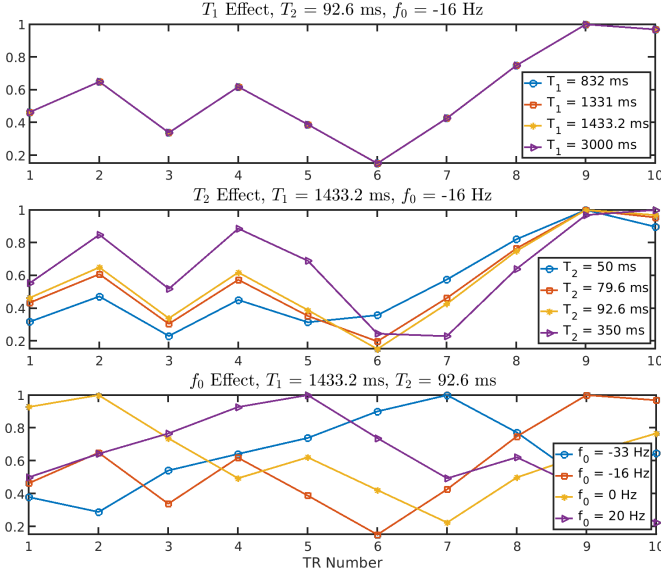 T1 Effect, T2 = 92.6 ms, f0 = -16 Hz
1
0.8
0.6
0.4
0.2
T1 = 832 ms
T1 = 1331 ms
T1 = 1433.2 ms
T1 = 3000 ms
1 2 3 4 5 6 7 8 9 10
T2 Effect, T1 = 1433.2 ms, f0 = -16 Hz
1
0.8
0.6
0.4
0.2
T2 = 50 ms
T2 = 79.6 ms
T2 = 92.6 ms
T2 = 350 ms
1 2 3 4 5 6 7 8 9 10
f0 Effect, T1 = 1433.2 ms, T2 = 92.6 ms
1
0.8
0.6
0.4
0.2
f0 = -33 Hz
f0 = -16 Hz
f0 = 0 Hz
f0 = 20 Hz
1 2 3 4 5 6 7 8 9 10
TR Number